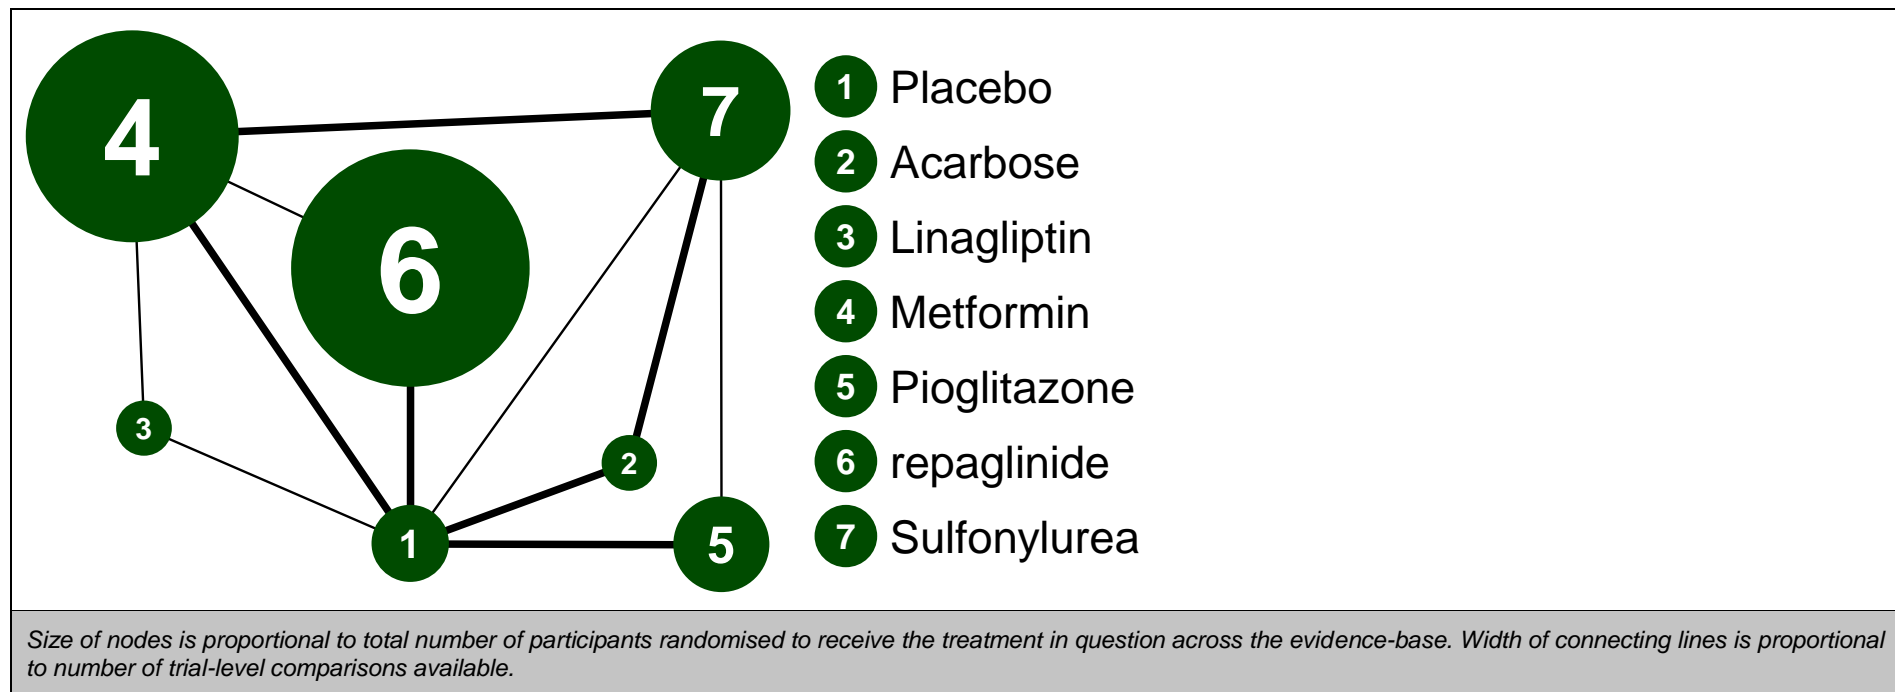 4
7
6
3
2
1
5
1 Placebo
2 Acarbose
3 Linagliptin
4 Metformin
5 Pioglitazone
6 repaglinide
7 Sulfonylurea
Size of nodes is proportional to total number of participants randomised to receive the treatment in question across the evidence-base. Width of connecting lines is proportional
to number of trial-level comparisons available.